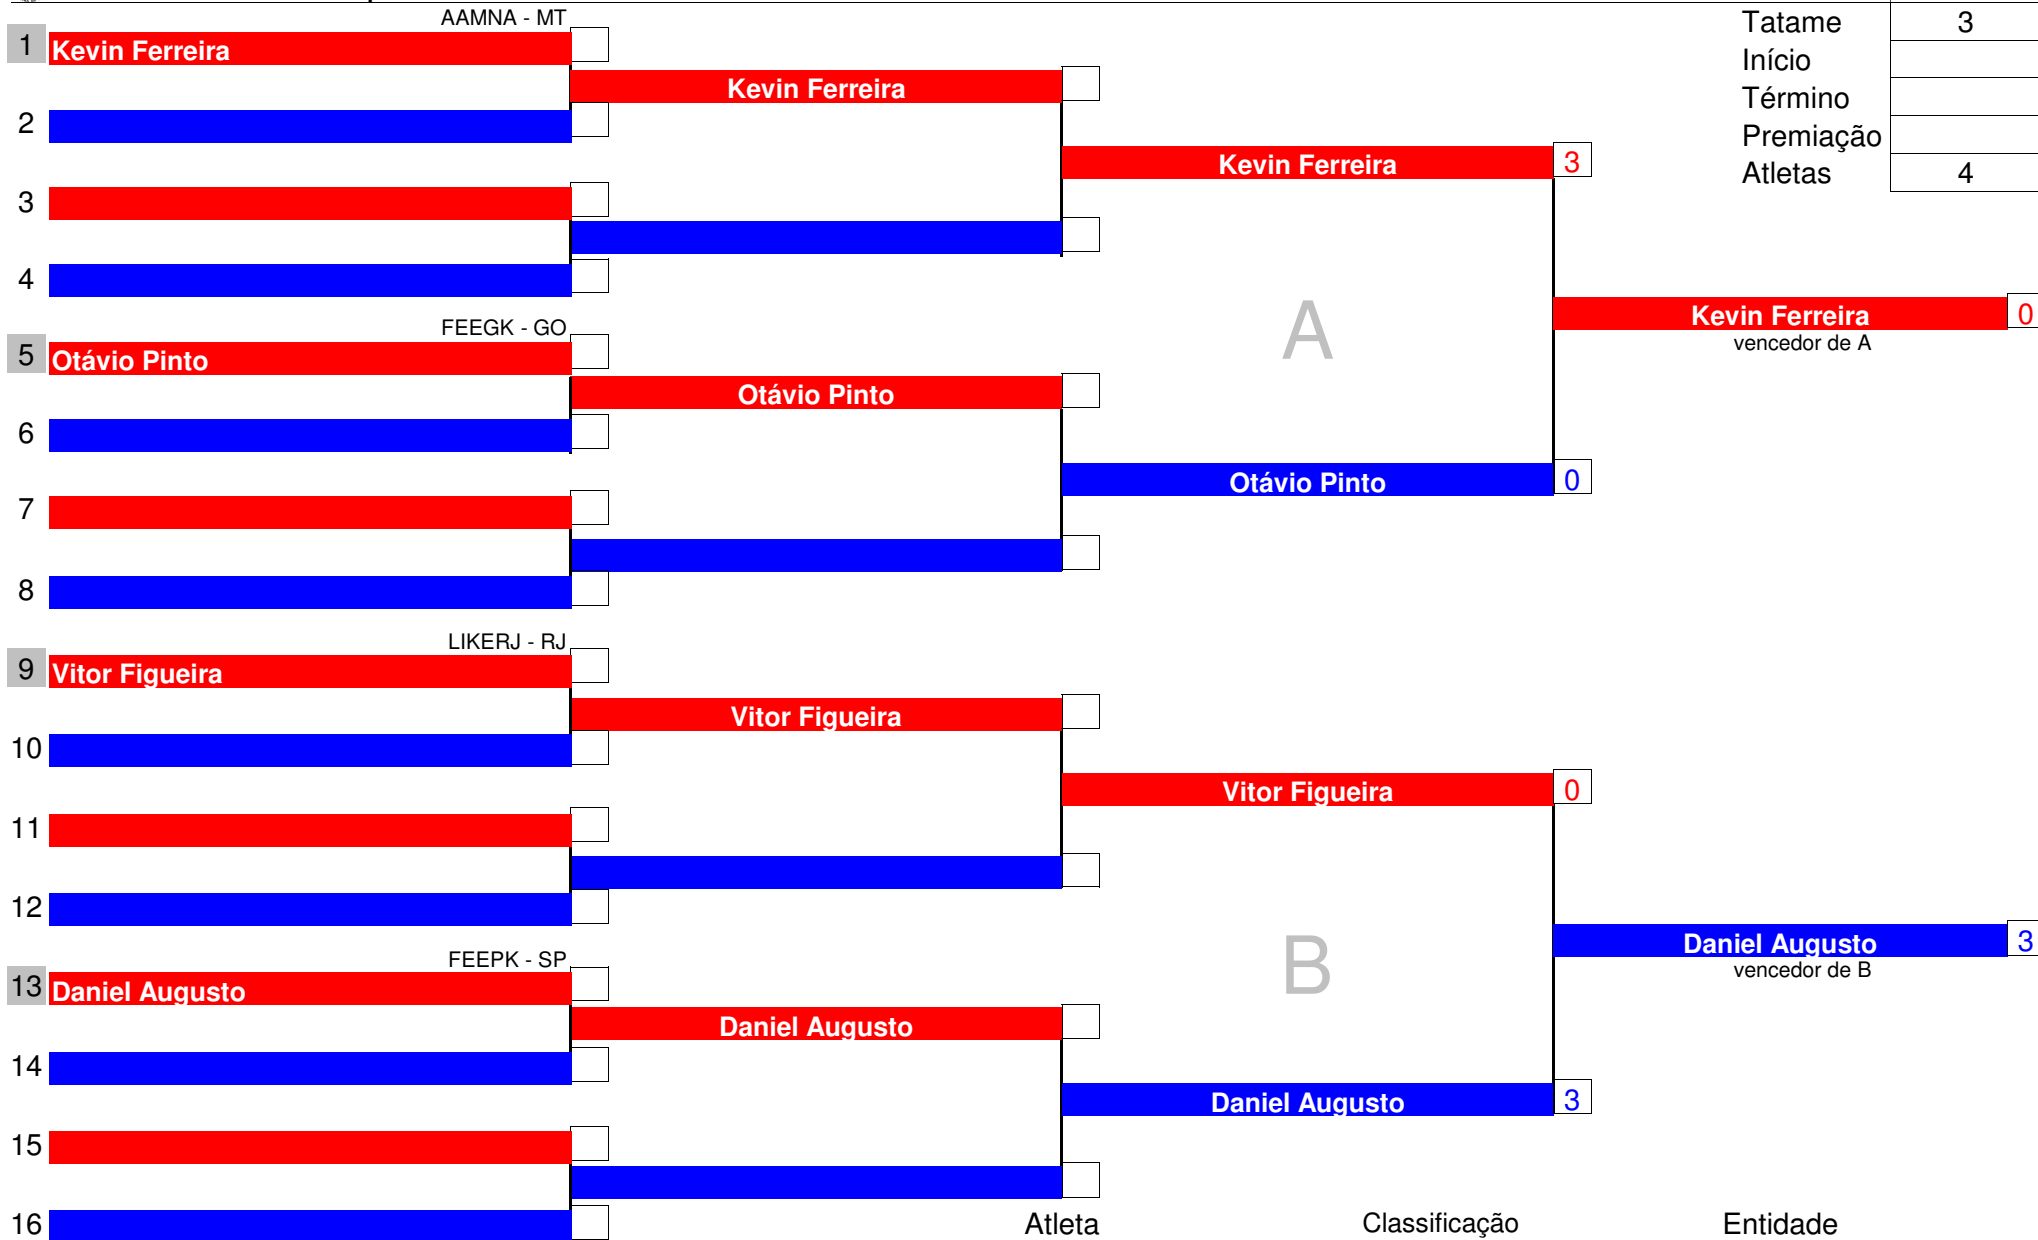 AAMNA - MT
Tatame 3
1 Kevin Ferreira
Início
Kevin Ferreira
Término
2
Premiação
Kevin Ferreira 3
Atletas 4
3
4
Kevin Ferreira 0
vencedor de A
A
FEEGK - GO
5 Otávio Pinto
Otávio Pinto
6
Otávio Pinto 0
7
8
LIKERJ - RJ
9 Vitor Figueira
Vitor Figueira
10
Vitor Figueira 0
11
12
Daniel Augusto 3
vencedor de B
B
FEEPK - SP
13 Daniel Augusto
Daniel Augusto
14
Daniel Augusto 3
15
16
Atleta Classificação Entidade